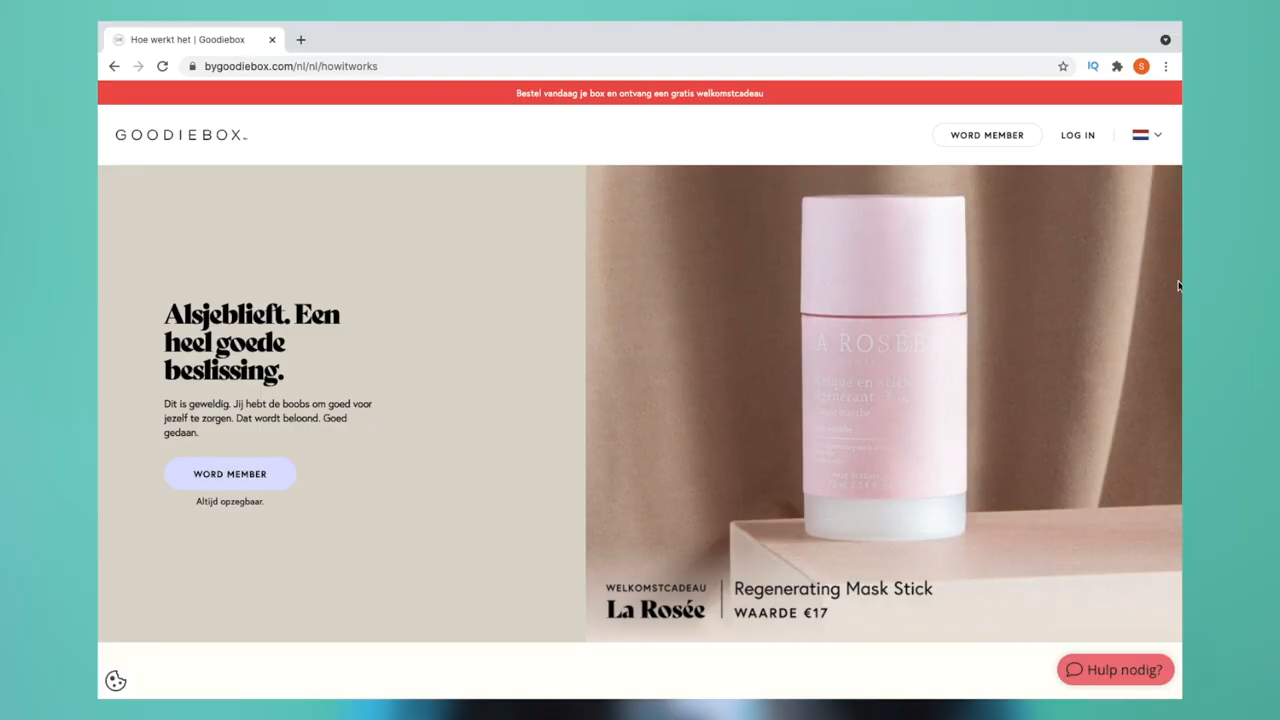 Hoe werkt het | Goodiebox
bygoodiebox.com/nl/nl/howitworks
IQ
S
Bestel vandaag je box en ontvang een gratis welkomstcadeau
GOODIEBOX
WORD MEMBER
LOG IN
Alsjeblieft. Een
heel goede
beslissing.
Dit is geweldig. Jij hebt de boobs om goed voor
jezelf te zorgen. Dat wordt beloond. Goed
gedaan.
WORD MEMBER
Altijd opzegbaar.
LA ROSÉE
WELKOMSTCADEAU
La Rosée
Regenerating Mask Stick
WAARDE €17
Hulp nodig?